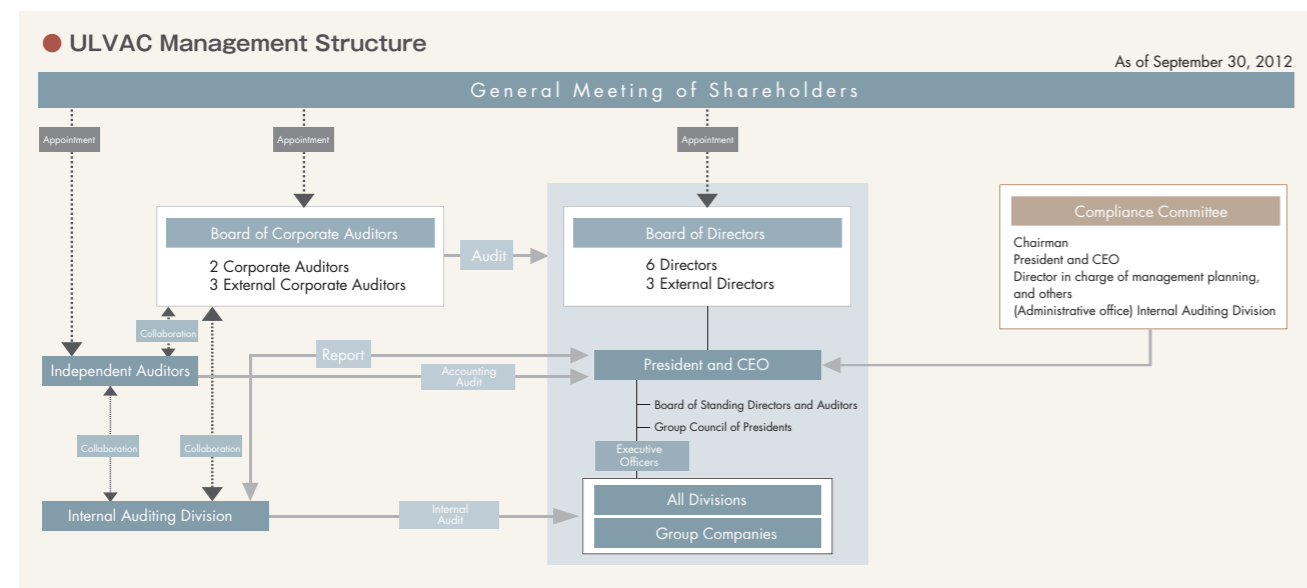 ULVAC Management Structure
As of September 30, 2012
General Meeting of Shareholders
Appointment
Appointment
Appointment
Board of Corporate Auditors
2 Corporate Auditors
3 External Corporate Auditors
Audit
Board of Directors
6 Directors
3 External Directors
Compliance Committee
Chairman
President and CEO
Director in charge of management planning,
and others
(Administrative office) Internal Auditing Division
Collaboration
Independent Auditors
Report
Accounting
Audit
President and CEO
Board of Standing Directors and Auditors
Group Council of Presidents
Collaboration
Collaboration
Executive
Officers
Internal Auditing Division
Internal
Audit
All Divisions
Group Companies